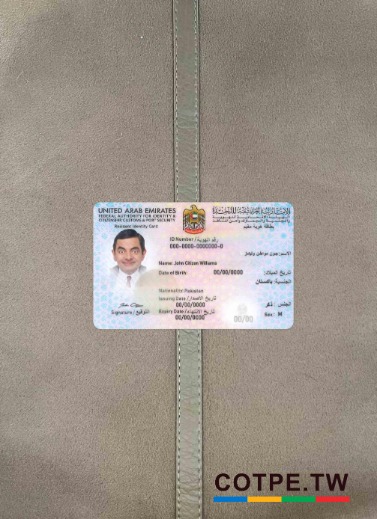 UNITED ARAB EMIRATES
FEDERAL AUTHORITY FOR IDENTITY &
CITIZENSHIP, CUSTOMS & PORT SECURITY
Resident Identity Card
بطاقة هوية مقيم
ID Number / رقم الهوية
000-0000-0000000-0
الاسم: جون سيتزن ويليامز
Name: John Citizen Williams
Date of Birth 00/00/0000 تاريخ الميلاد:
Nationality: Pakistan الجنسية: باكستان
Issuing Date / تاريخ الإصدار
00/00/0000
Expiry Date / تاريخ الانتهاء
00/00/0000
Signature / التوقيع
00/00
الجنس: ذكر
Sex: M
COTPE.TW